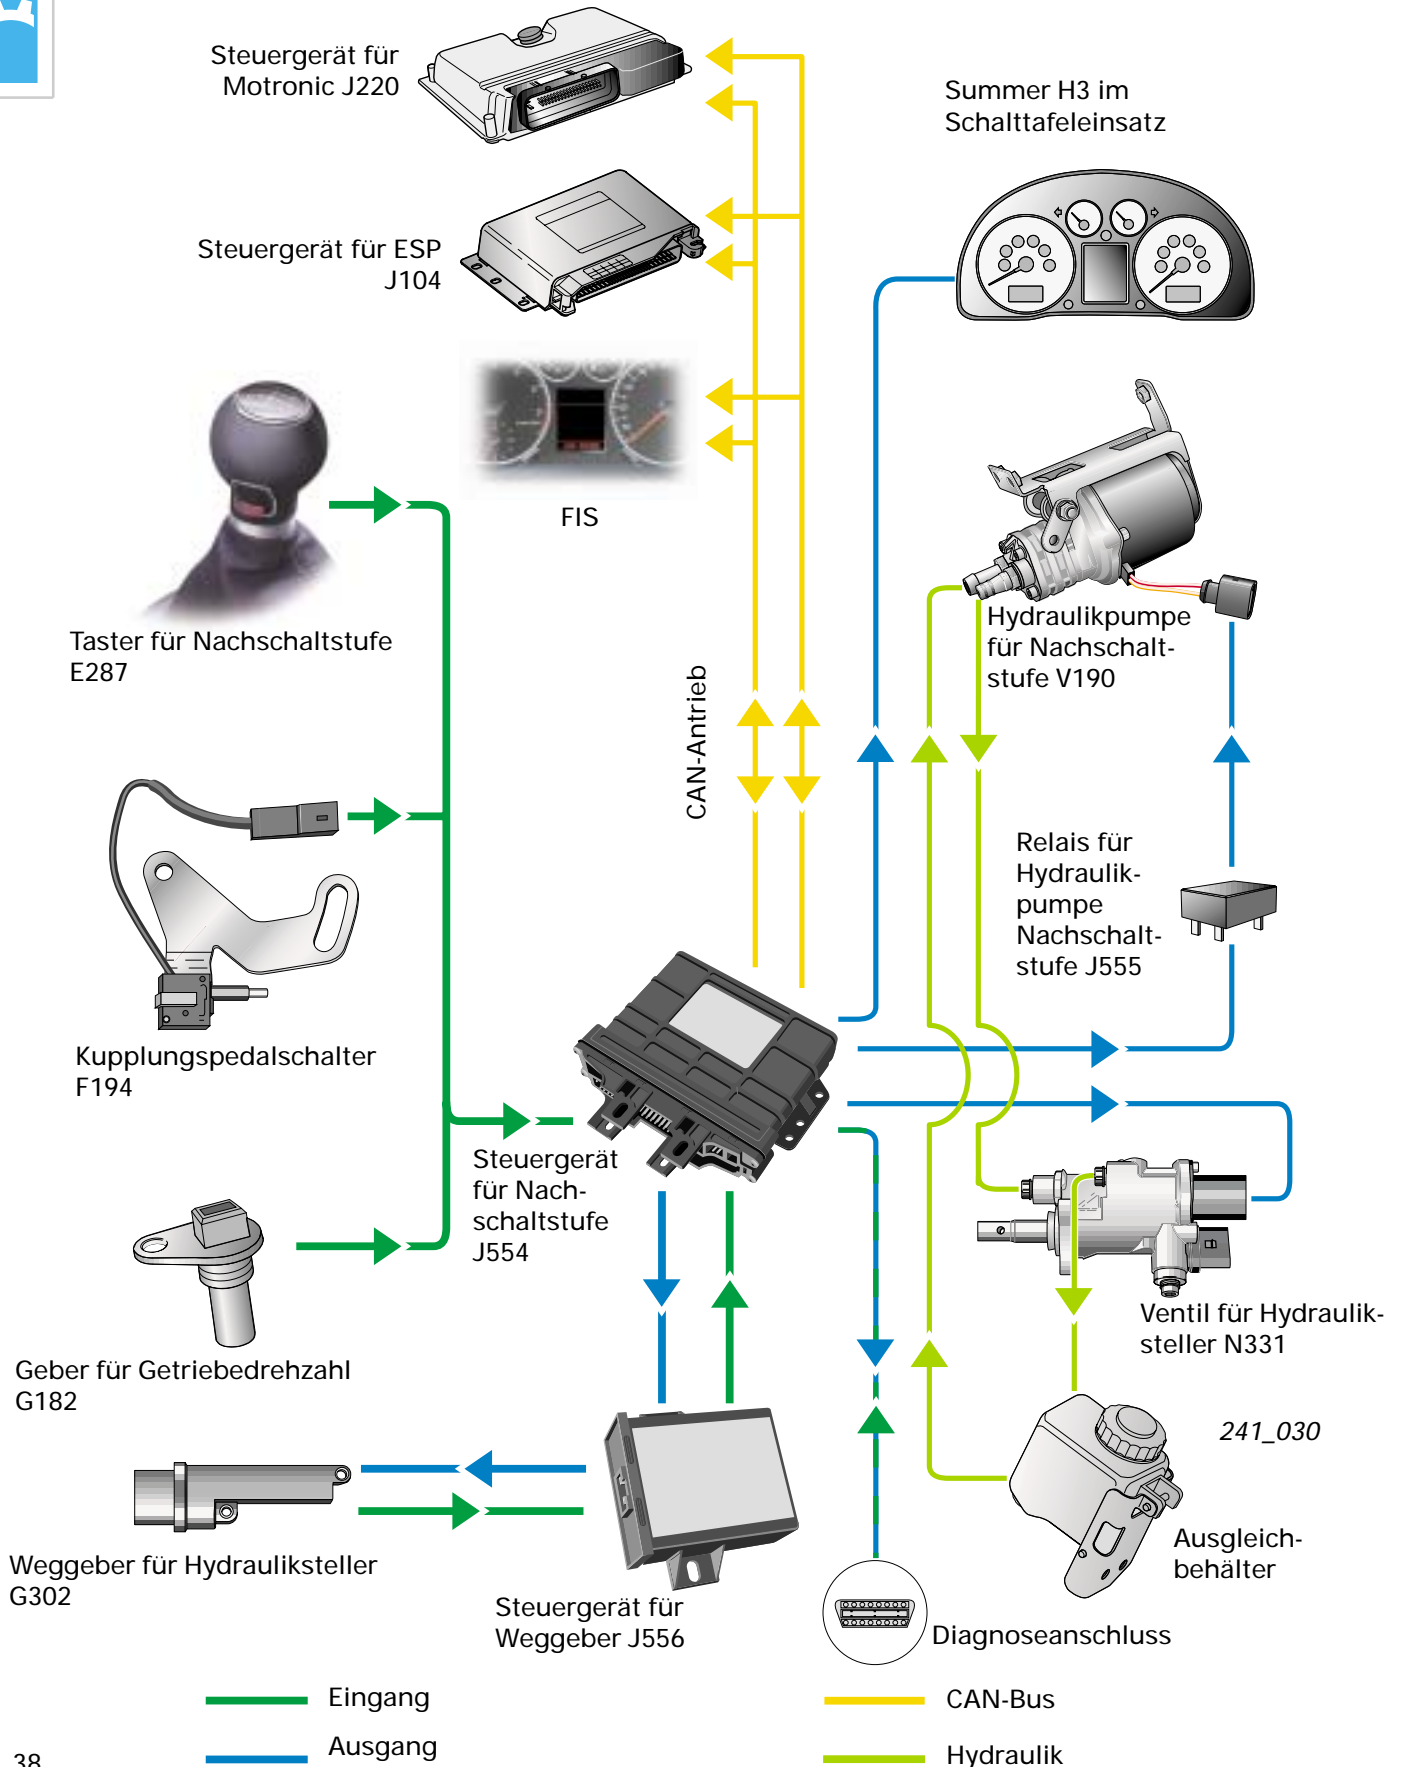 Steuergerät für
Motronic J220
Summer H3 im
Schalttafeleinsatz
Steuergerät für ESP
J104
FIS
Taster für Nachschaltstufe
E287
Hydraulikpumpe
für Nachschalt-
stufe V190
CAN-Antrieb
Relais für
Hydraulik-
pumpe
Nachschalt-
stufe J555
Kupplungspedalschalter
F194
Steuergerät
für Nach-
schaltstufe
J554
Ventil für Hydraulik-
steller N331
Geber für Getriebedrehzahl
G182
241_030
Weggeber für Hydrauliksteller
G302
Ausgleich-
behälter
Steuergerät für
Weggeber J556
Diagnoseanschluss
Eingang
CAN-Bus
Ausgang
Hydraulik
38